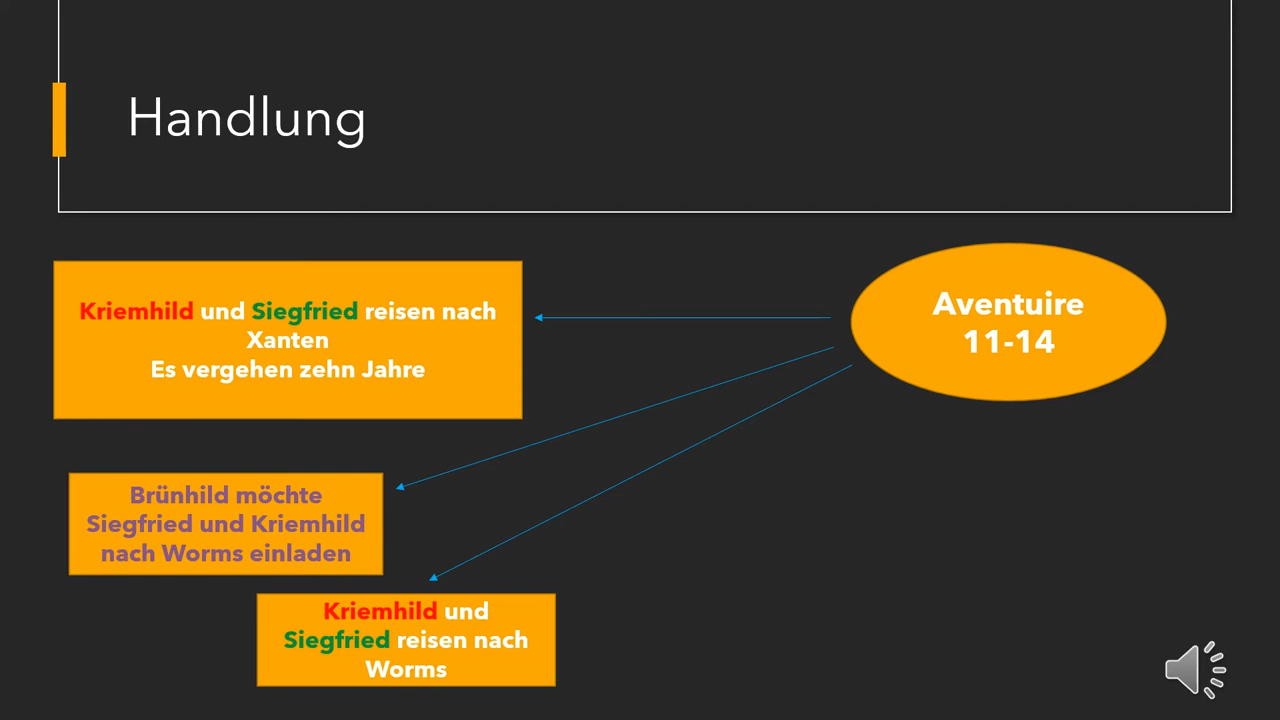 Handlung
Kriemhild und Siegfried reisen nach
Xanten
Es vergehen zehn Jahre
Aventuire
11-14
Brünhild möchte
Siegfried und Kriemhild
nach Worms einladen
Kriemhild und
Siegfried reisen nach
Worms